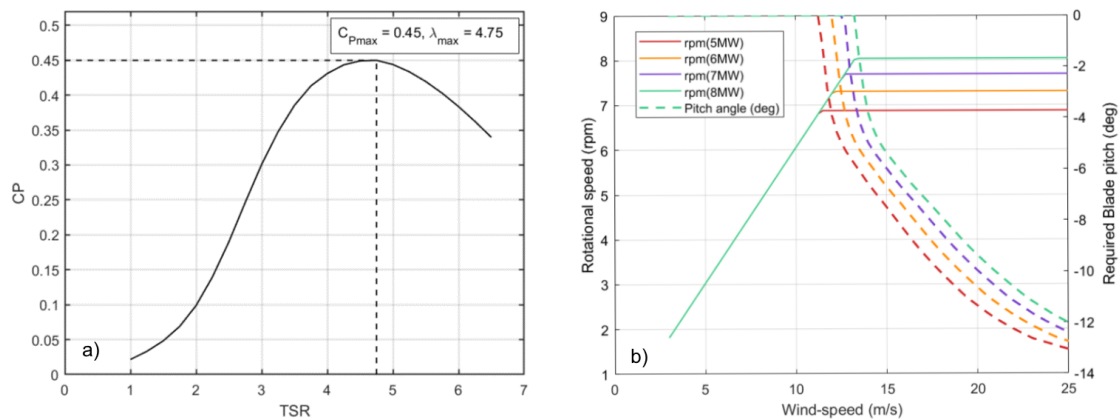 C_Pmax = 0.45, λ_max = 4.75
0.5
0.45
0.4
0.35
0.3
0.25
0.2
0.15
0.1
0.05
0
CP
0 1 2 3 4 5 6 7
TSR
a)
rpm(5MW)
rpm(6MW)
rpm(7MW)
rpm(8MW)
Pitch angle (deg)
9
8
7
6
5
4
3
2
1
Rotational speed (rpm)
0
-2
-4
-6
-8
-10
-12
-14
Required Blade pitch (deg)
0 5 10 15 20 25
Wind-speed (m/s)
b)